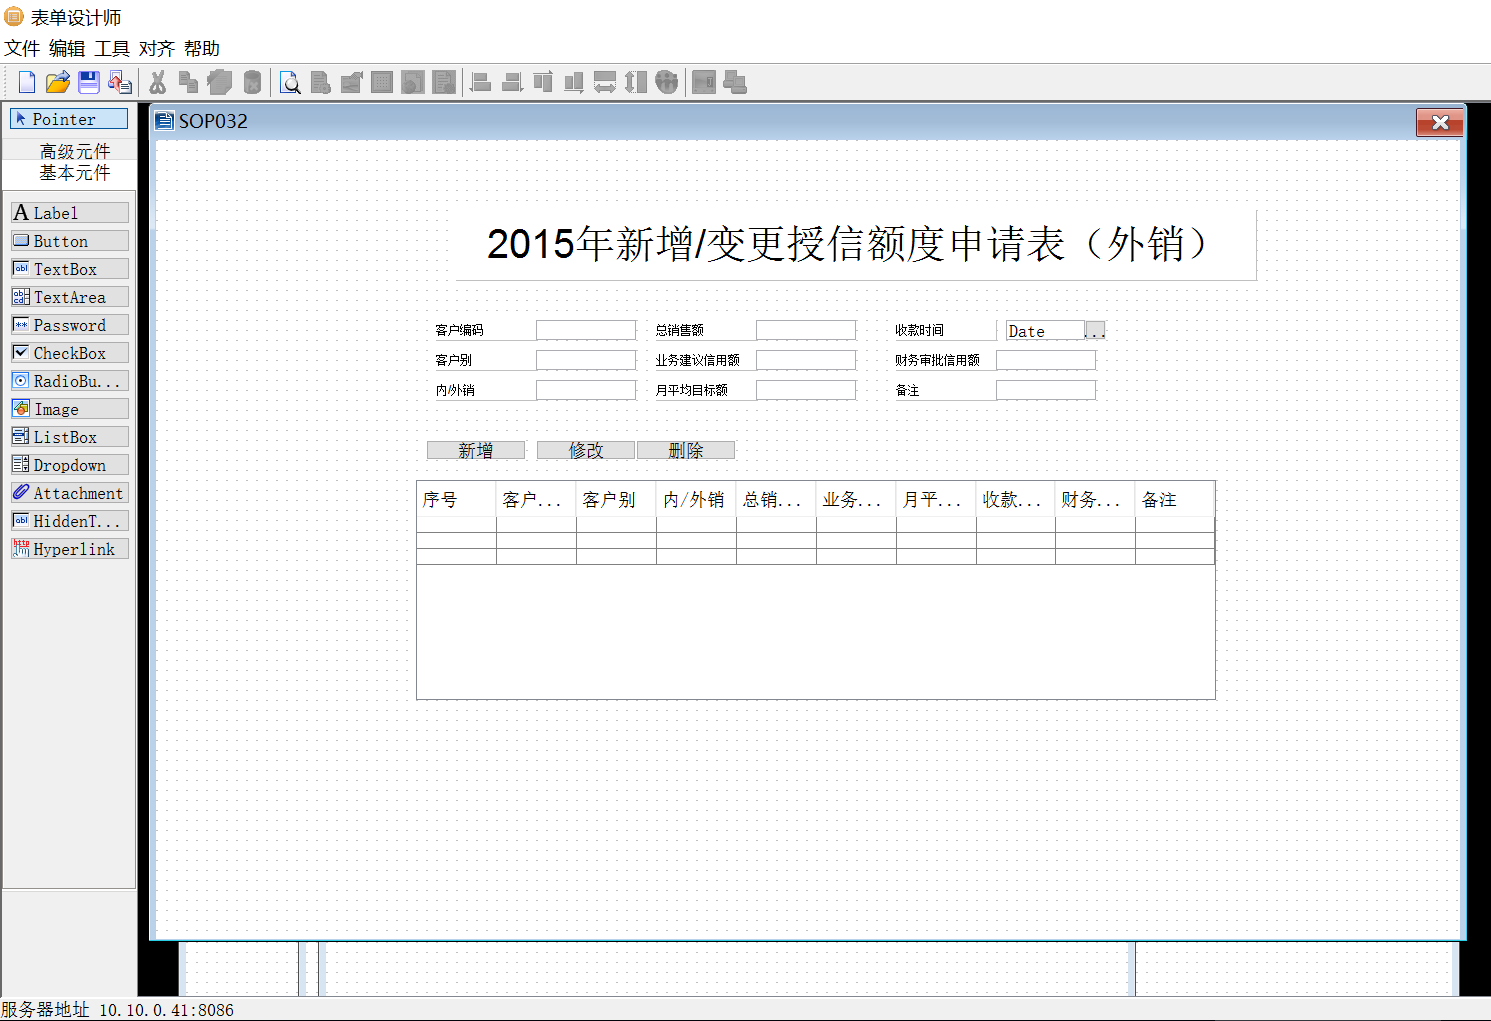 表单设计师
文件 编辑 工具 对齐 帮助
Pointer
高级元件
基本元件
Label
Button
TextBox
TextArea
Password
CheckBox
RadioBu...
Image
ListBox
Dropdown
Attachment
HiddenT...
Hyperlink
SOP032
2015年新增/变更授信额度申请表（外销）
客户编码 总销售额 收款时间 Date ...
客户别 业务建议信用额 财务审批信用额
内/外销 月平均目标额 备注
新增 修改 删除
序号 客户... 客户别 内/外销 总销... 业务... 月平... 收款... 财务... 备注
服务器地址 10.10.0.41:8086